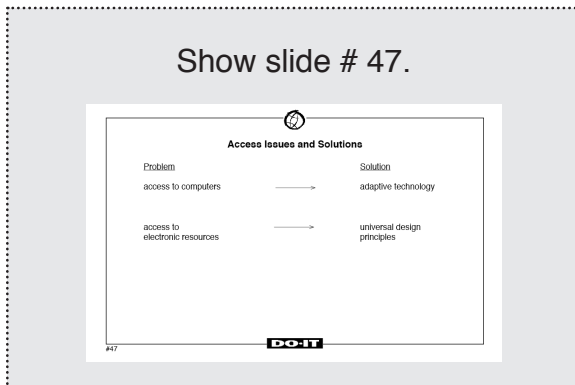 Show slide # 47.
Access Issues and Solutions
Problem Solution
access to computers adaptive technology
access to universal design
electronic resources principles
DO-IT
#47